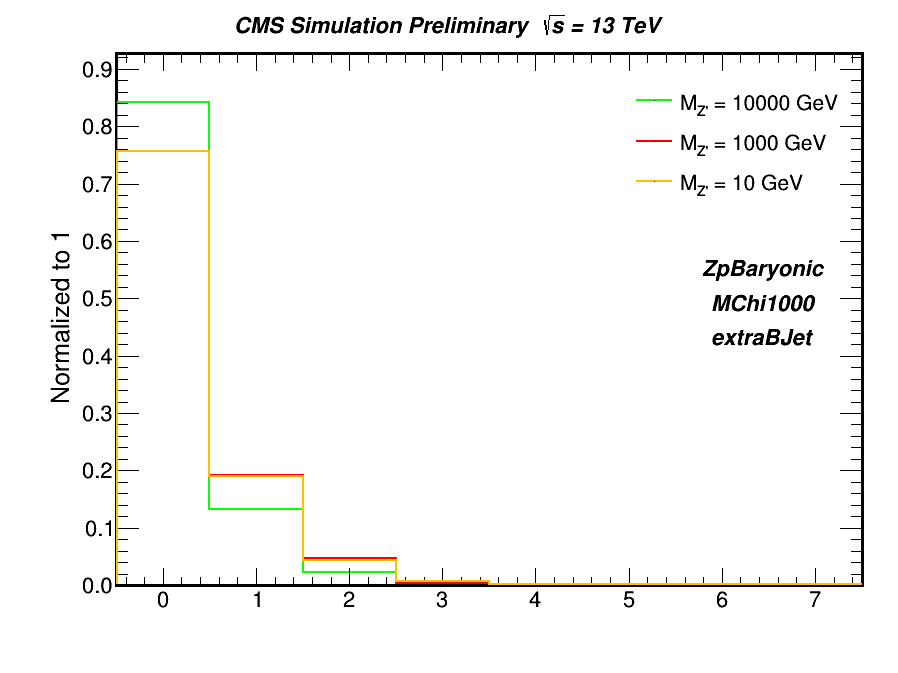 CMS Simulation Preliminary √s = 13 TeV
Normalized to 1
0.9
0.8
0.7
0.6
0.5
0.4
0.3
0.2
0.1
0.0
M_Z' = 10000 GeV
M_Z' = 1000 GeV
M_Z' = 10 GeV
ZpBaryonic
MChi1000
extraBJet
0 1 2 3 4 5 6 7